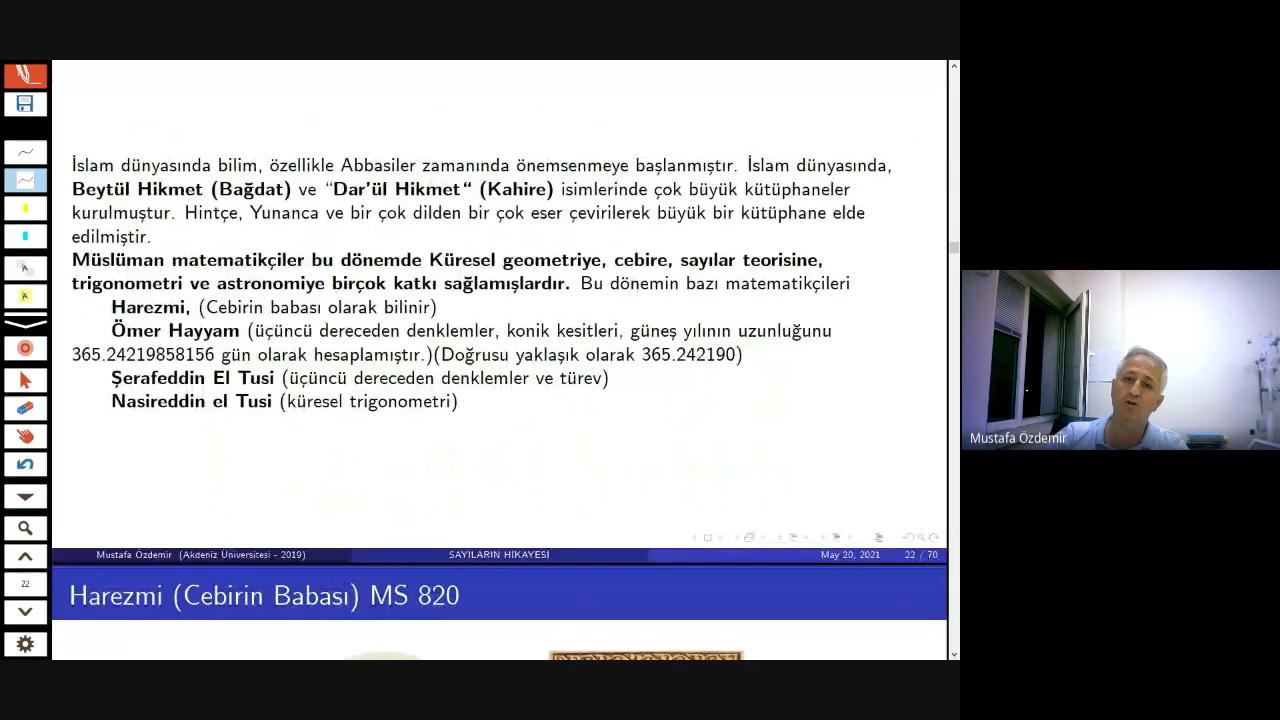 İslam dünyasında bilim, özellikle Abbasiler zamanında önemsenmeye başlanmıştır. İslam dünyasında,
Beytül Hikmet (Bağdat) ve “Dar'ül Hikmet“ (Kahire) isimlerinde çok büyük kütüphaneler
kurulmuştur. Hintçe, Yunanca ve bir çok dilden bir çok eser çevirilerek büyük bir kütüphane elde
edilmiştir.
Müslüman matematikçiler bu dönemde Küresel geometriye, cebire, sayılar teorisine,
trigonometri ve astronomiye birçok katkı sağlamışlardır. Bu dönemin bazı matematikçileri
Harezmi, (Cebirin babası olarak bilinir)
Ömer Hayyam (üçüncü dereceden denklemler, konik kesitleri, güneş yılının uzunluğunu
365.24219858156 gün olarak hesaplamıştır.)(Doğrusu yaklaşık olarak 365.242190)
Şerafeddin El Tusi (üçüncü dereceden denklemler ve türev)
Nasireddin el Tusi (küresel trigonometri)
Mustafa Özdemir
Mustafa Özdemir (Akdeniz Üniversitesi - 2019) SAYILARIN HİKAYESİ May 20, 2021 22 / 70
22
Harezmi (Cebirin Babası) MS 820